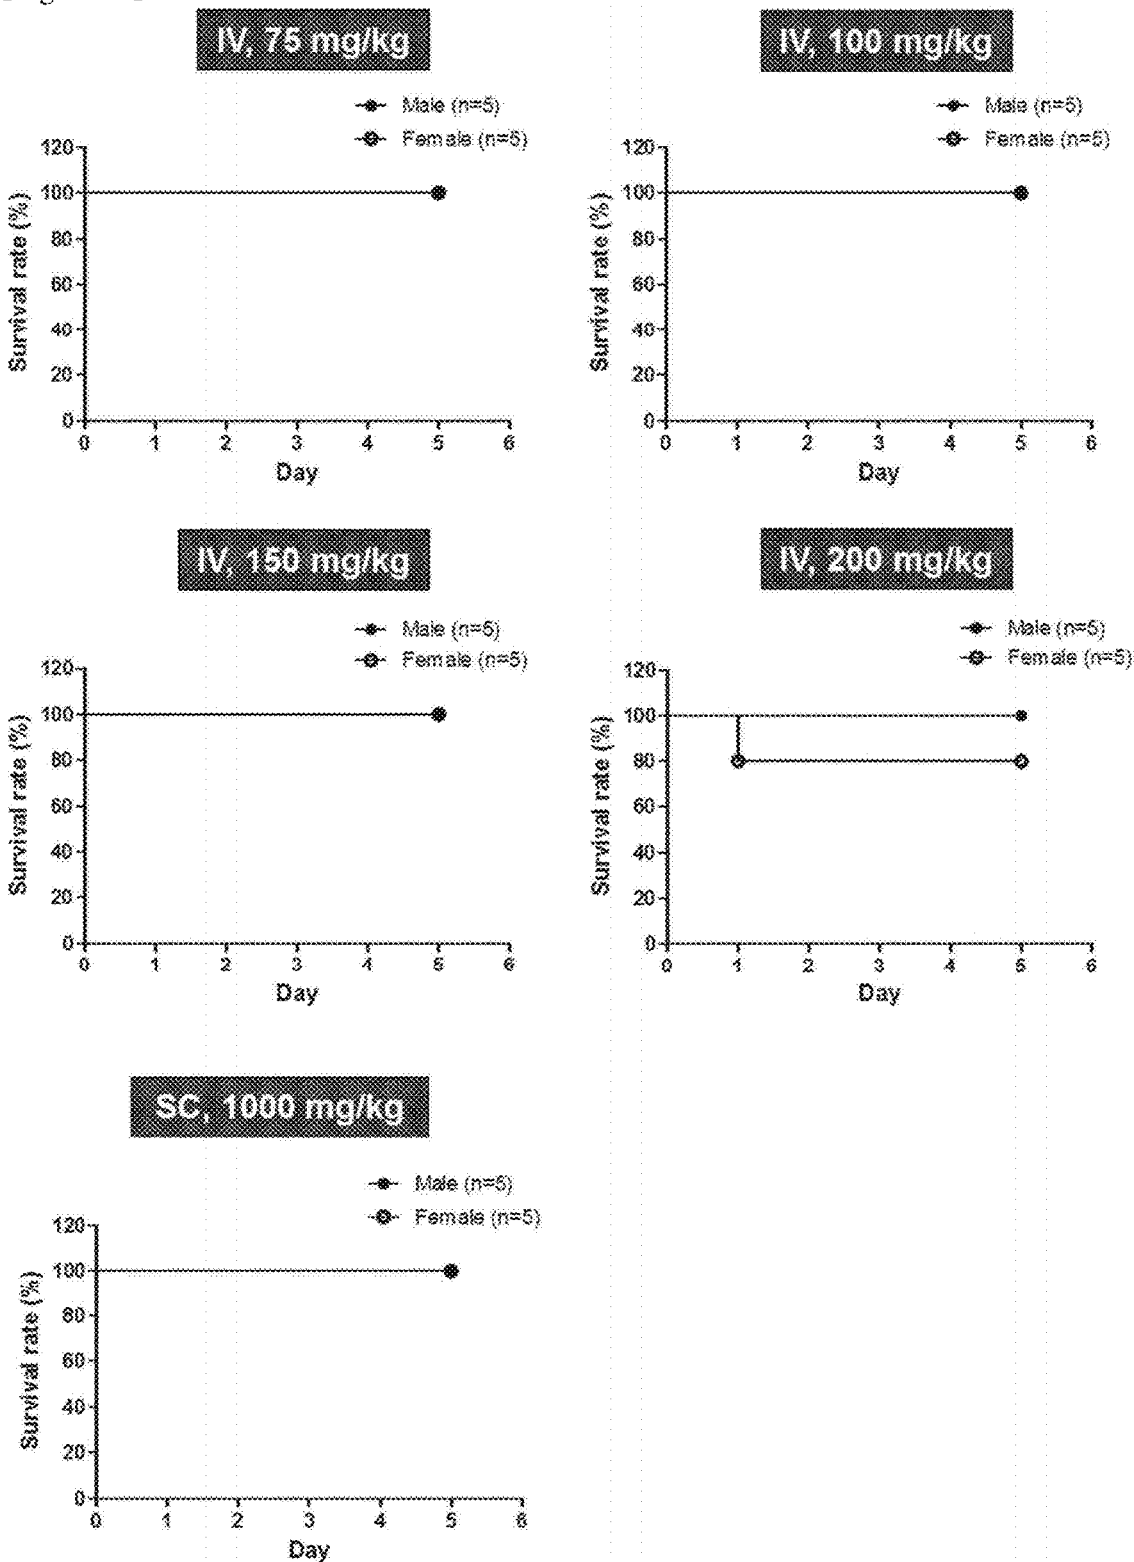 IV, 75 mg/kg
Male (n=5)
Female (n=5)
120
100
80
60
40
20
0
Survival rate (%)
0 1 2 3 4 5 6
Day
IV, 100 mg/kg
Male (n=5)
Female (n=5)
120
100
80
60
40
20
0
Survival rate (%)
0 1 2 3 4 5 6
Day
IV, 150 mg/kg
Male (n=5)
Female (n=5)
120
100
80
60
40
20
0
Survival rate (%)
0 1 2 3 4 5 6
Day
IV, 200 mg/kg
Male (n=5)
Female (n=5)
120
100
80
60
40
20
0
Survival rate (%)
0 1 2 3 4 5 6
Day
SC, 1000 mg/kg
Male (n=5)
Female (n=5)
120
100
80
60
40
20
0
Survival rate (%)
0 1 2 3 4 5 6
Day